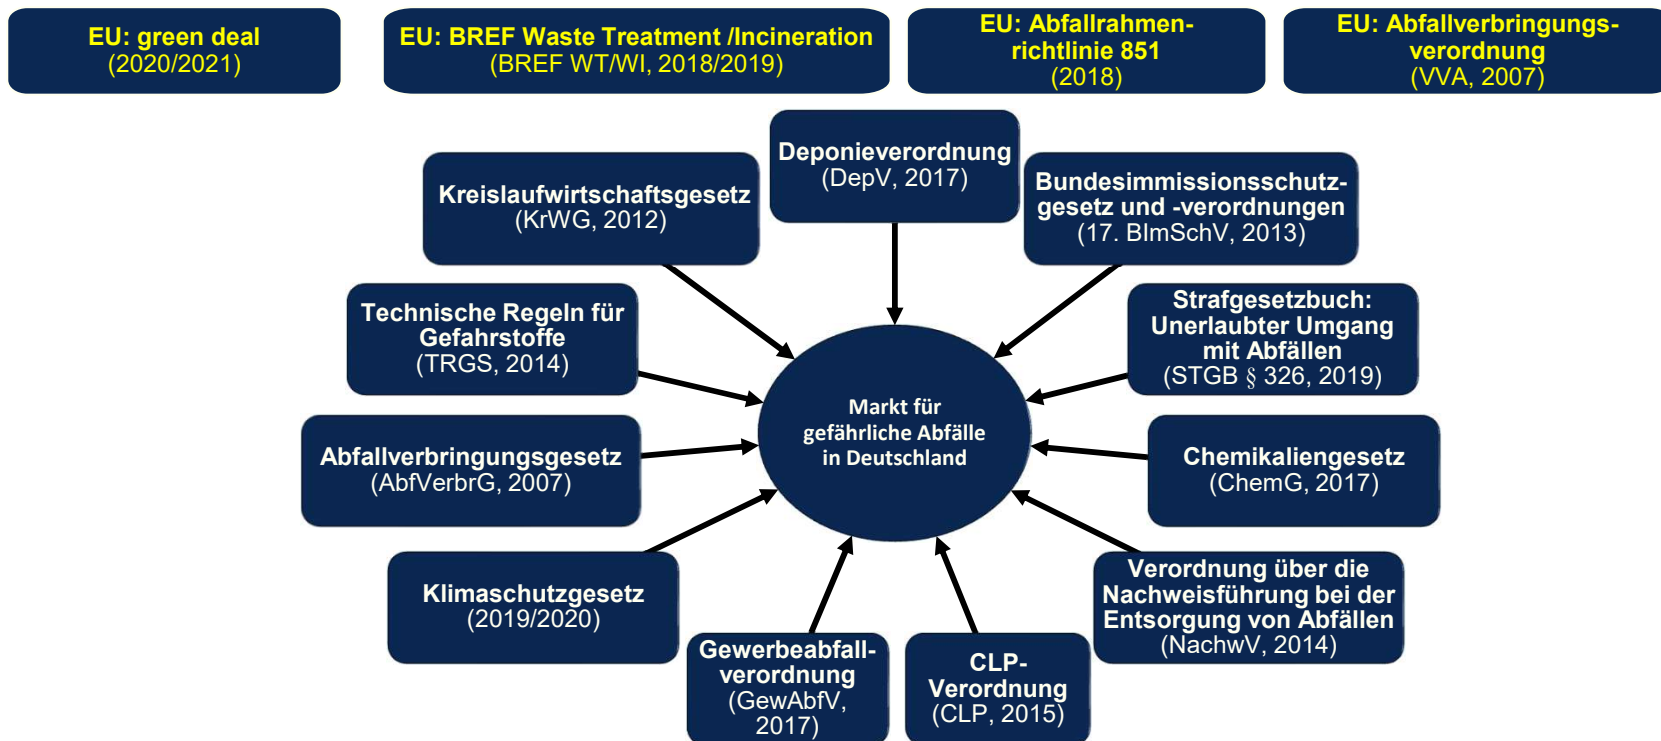 EU: green deal
(2020/2021)
EU: BREF Waste Treatment /Incineration
(BREF WT/WI, 2018/2019)
EU: Abfallrahmen-
richtlinie 851
(2018)
EU: Abfallverbringungs-
verordnung
(VVA, 2007)
Deponieverordnung
(DepV, 2017)
Kreislaufwirtschaftsgesetz
(KrWG, 2012)
Bundesimmissionsschutz-
gesetz und -verordnungen
(17. BImSchV, 2013)
Technische Regeln für
Gefahrstoffe
(TRGS, 2014)
Strafgesetzbuch:
Unerlaubter Umgang
mit Abfällen
(STGB § 326, 2019)
Markt für
gefährliche Abfälle
in Deutschland
Abfallverbringungsgesetz
(AbfVerbrG, 2007)
Chemikaliengesetz
(ChemG, 2017)
Klimaschutzgesetz
(2019/2020)
Verordnung über die
Nachweisführung bei der
Entsorgung von Abfällen
(NachwV, 2014)
Gewerbeabfall-
verordnung
(GewAbfV,
2017)
CLP-
Verordnung
(CLP, 2015)